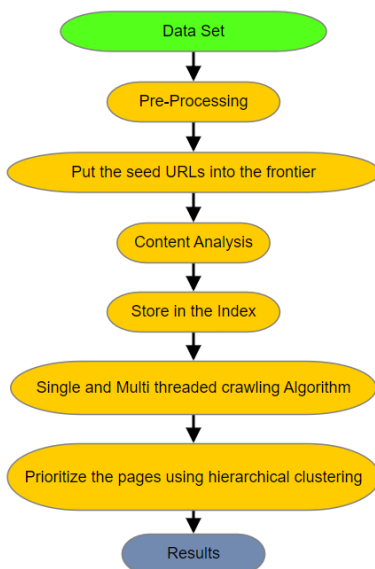 Data Set
Pre-Processing
Put the seed URLs into the frontier
Content Analysis
Store in the Index
Single and Multi threaded crawling Algorithm
Prioritize the pages using hierarchical clustering
Results